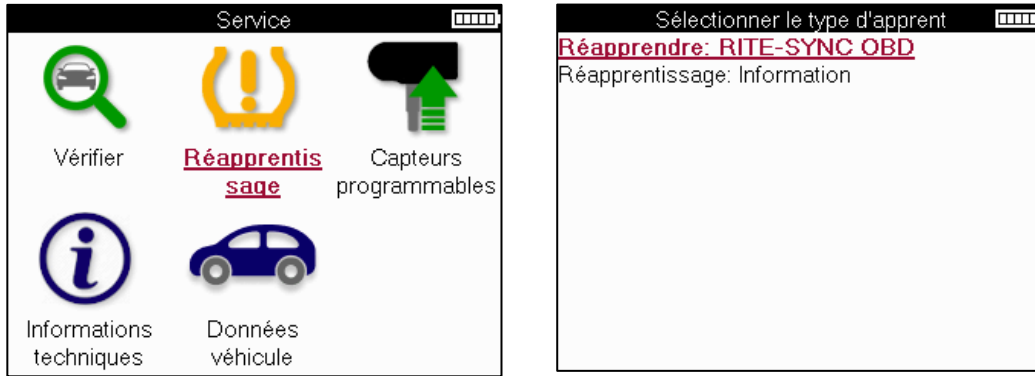 Service
Vérifier
Réapprentis
sage
Capteurs
programmables
Informations
techniques
Données
véhicule
Sélectionner le type d'apprent
Réapprendre: RITE-SYNC OBD
Réapprentissage: Information